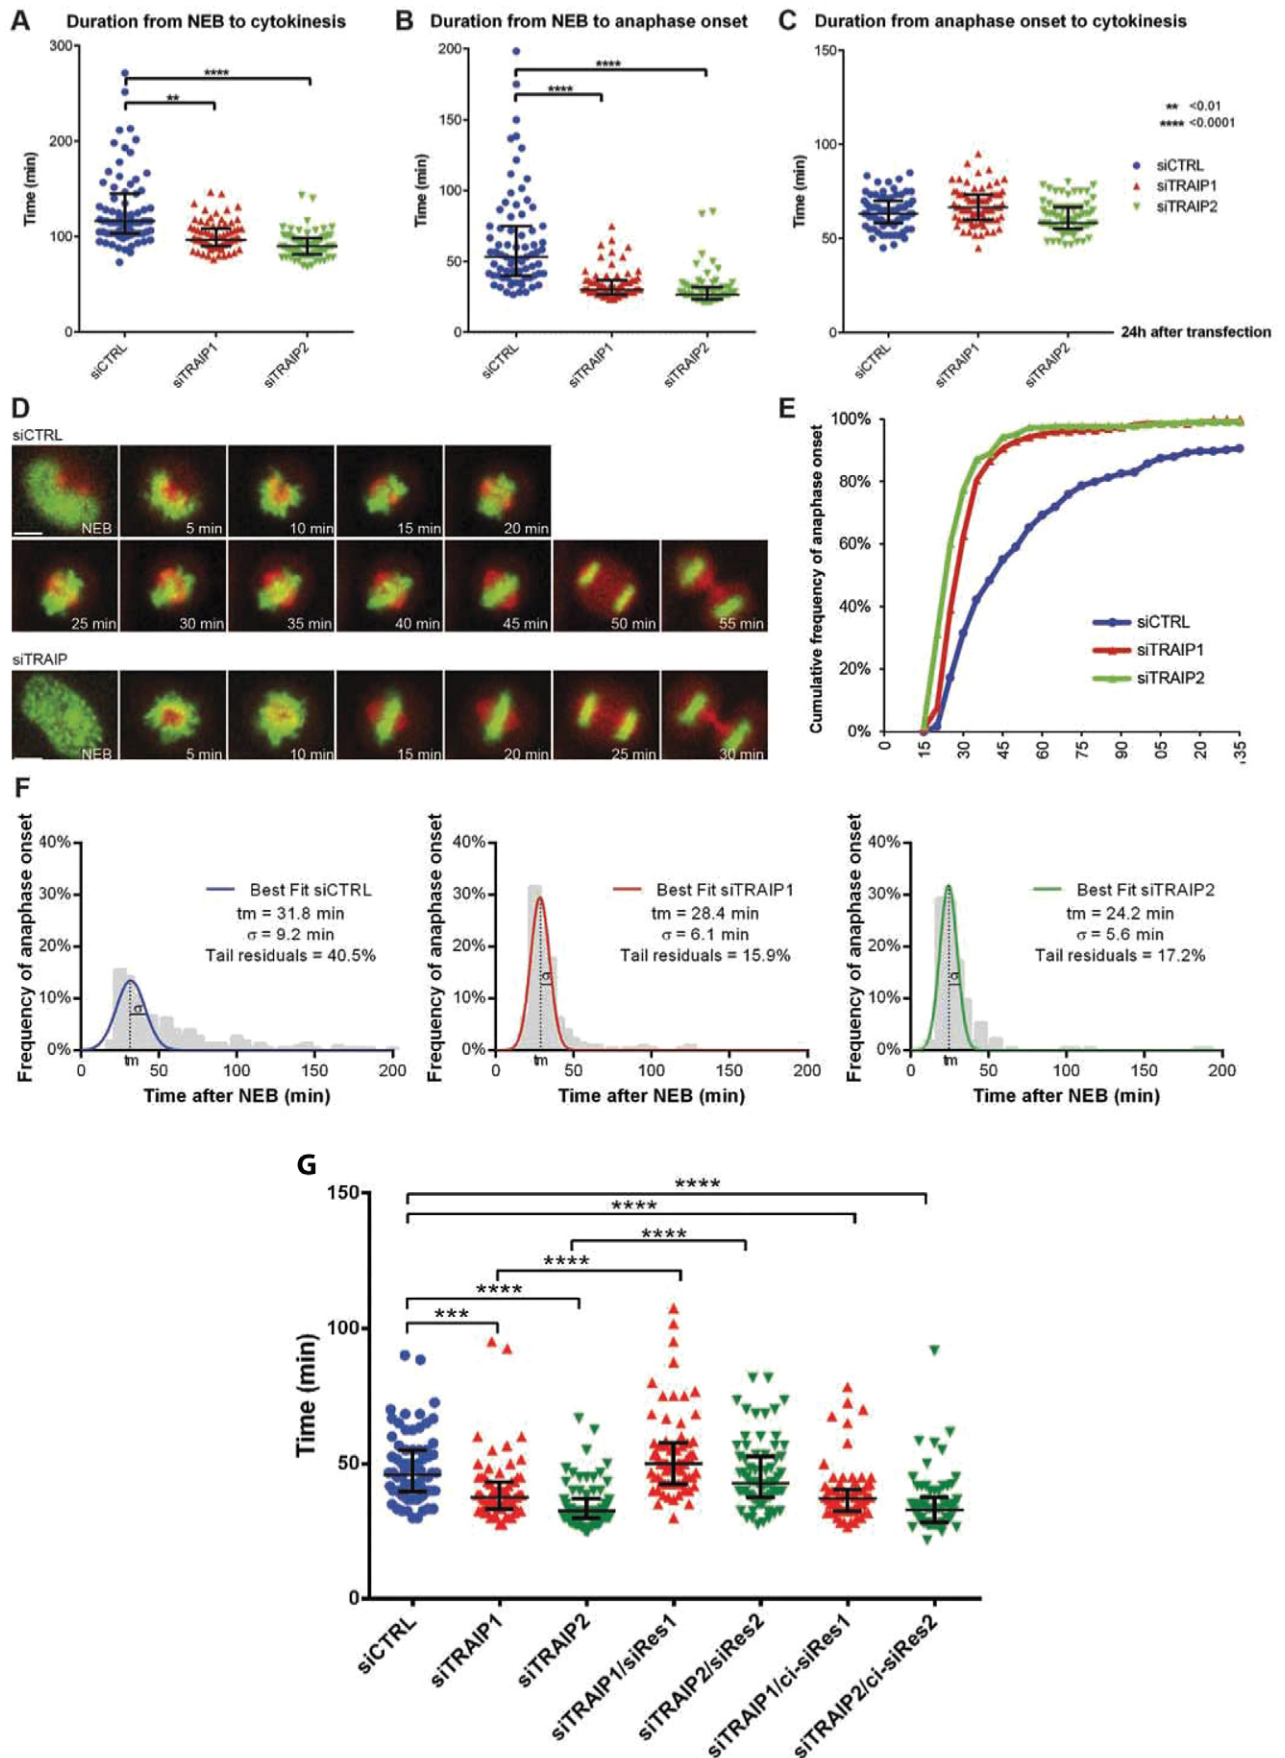 A Duration from NEB to cytokinesis
300
200
100
0
Time (min)
****
**
siCTRL
siTRAIP1
siTRAIP2
B Duration from NEB to anaphase onset
200
150
100
50
0
Time (min)
****
****
siCTRL
siTRAIP1
siTRAIP2
C Duration from anaphase onset to cytokinesis
150
100
50
0
Time (min)
** <0.01
**** <0.0001
siCTRL
siTRAIP1
siTRAIP2
24h after transfection
siCTRL
siTRAIP1
siTRAIP2
D
siCTRL
NEB 5 min 10 min 15 min 20 min
25 min 30 min 35 min 40 min 45 min 50 min 55 min
siTRAIP
NEB 5 min 10 min 15 min 20 min 25 min 30 min
E
Cumulative frequency of anaphase onset
100%
80%
60%
40%
20%
0%
siCTRL
siTRAIP1
siTRAIP2
0 15 30 45 60 75 90 05 20 35
F
Frequency of anaphase onset
40%
30%
20%
10%
0%
Best Fit siCTRL
tm = 31.8 min
σ = 9.2 min
Tail residuals = 40.5%
σ
tm
0 50 100 150 200
Time after NEB (min)
Frequency of anaphase onset
40%
30%
20%
10%
0%
Best Fit siTRAIP1
tm = 28.4 min
σ = 6.1 min
Tail residuals = 15.9%
σ
tm
0 50 100 150 200
Time after NEB (min)
Frequency of anaphase onset
40%
30%
20%
10%
0%
Best Fit siTRAIP2
tm = 24.2 min
σ = 5.6 min
Tail residuals = 17.2%
σ
tm
0 50 100 150 200
Time after NEB (min)
G
150
100
50
0
Time (min)
****
****
****
****
****
***
siCTRL
siTRAIP1
siTRAIP2
siTRAIP1/siRes1
siTRAIP2/siRes2
siTRAIP1/ci-siRes1
siTRAIP2/ci-siRes2